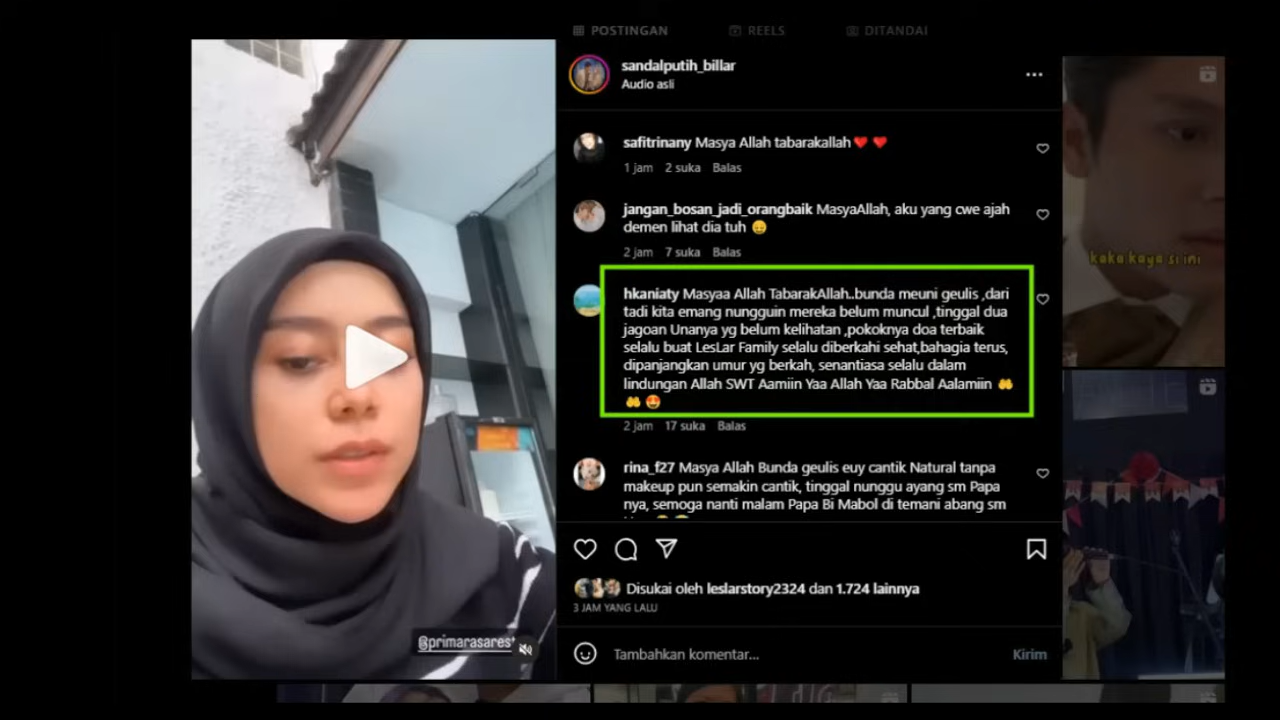 POSTINGAN
REELS
DITANDAI
sandalputih_billar
Audio asli
safitrinany Masya Allah tabarakallah❤️ ❤️
1 jam 2 suka Balas
jangan_bosan_jadi_orangbaik MasyaAllah, aku yang cwe ajah
demen lihat dia tuh
2 jam 7 suka Balas
hkaniaty Masyaa Allah TabarakAllah..bunda meuni geulis ,dari
tadi kita emang nungguin mereka belum muncul ,tinggal dua
jagoan Unanya yg belum kelihatan ,pokoknya doa terbaik
selalu buat LesLar Family selalu diberkahi sehat,bahagia terus,
dipanjangkan umur yg berkah, senantiasa selalu dalam
lindungan Allah SWT Aamiin Yaa Allah Yaa Rabbal Aalamiin 🤲
🤲 🤩
2 jam 17 suka Balas
rina_f27 Masya Allah Bunda geulis euy cantik Natural tanpa
makeup pun semakin cantik, tinggal nunggu ayang sm Papa
nya, semoga nanti malam Papa Bi Mabol di temani abang sm
Disukai oleh leslarstory2324 dan 1.724 lainnya
3 JAM YANG LALU
Tambahkan komentar...
Kirim
@primarasares
kaka kaya si ini